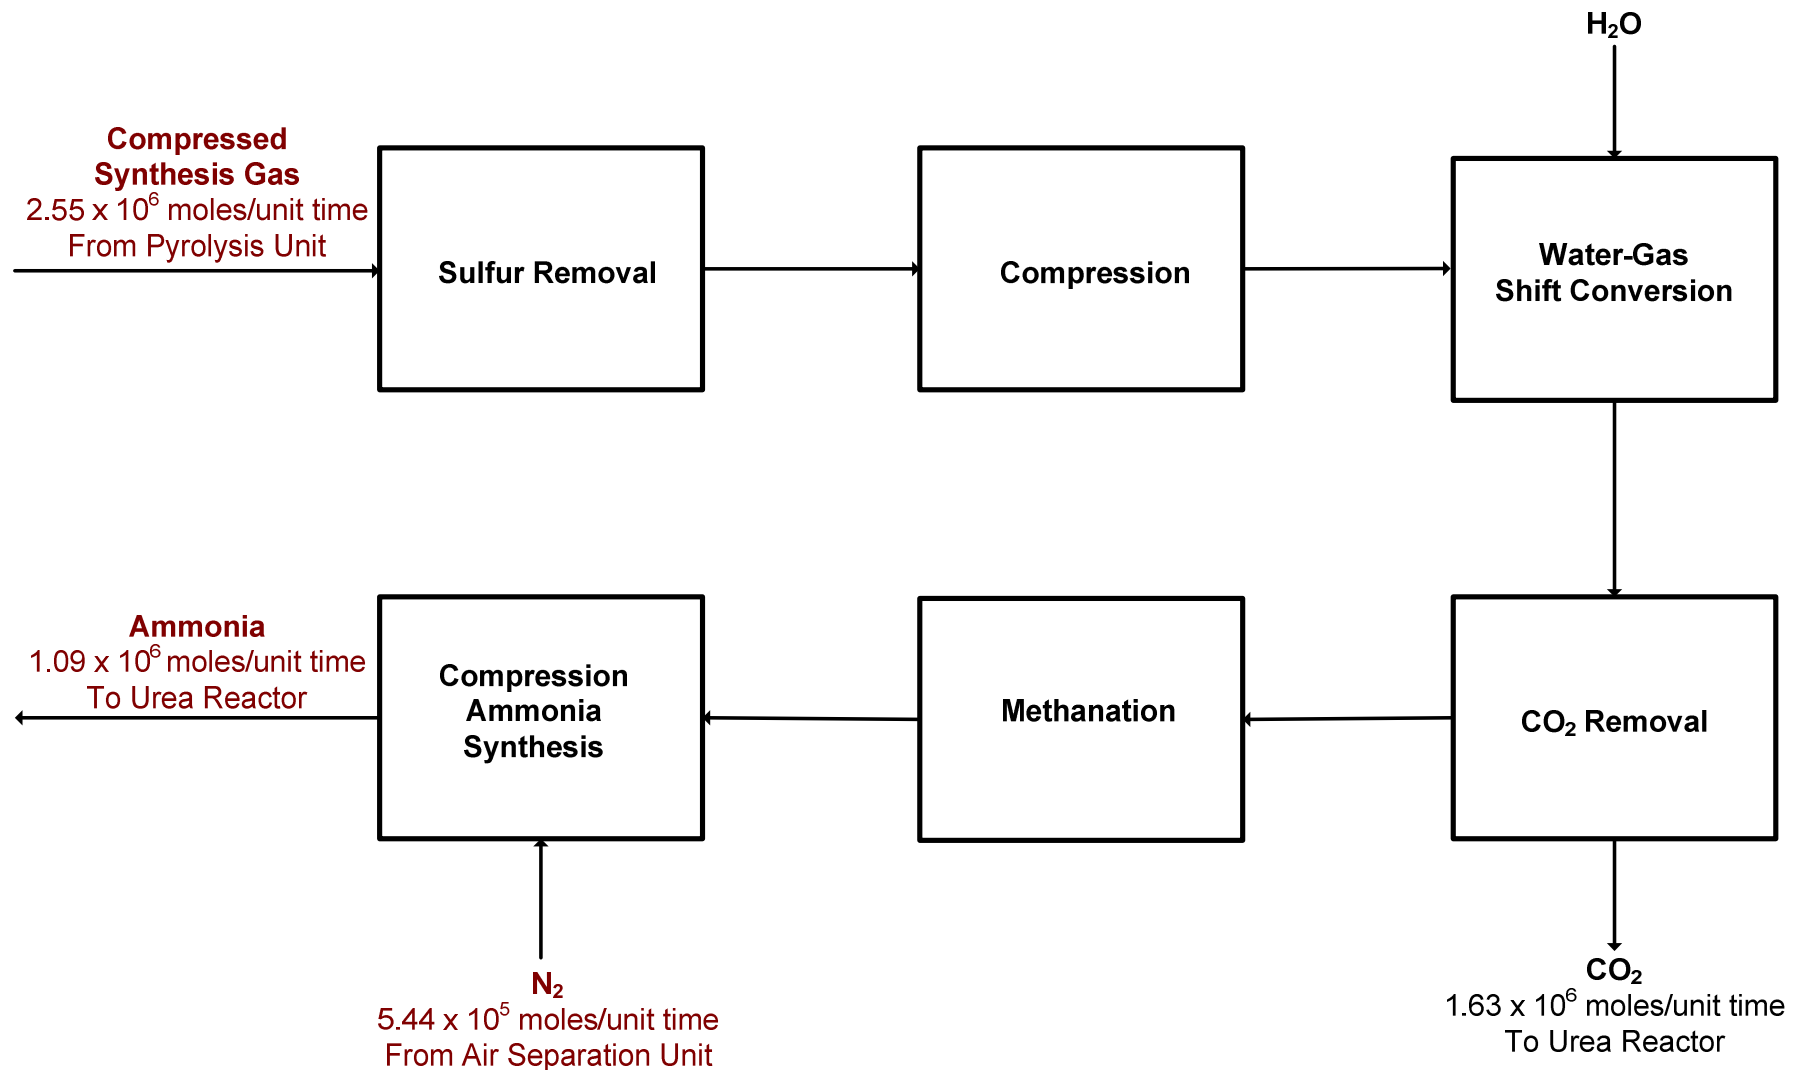 H₂O
Compressed
Synthesis Gas
2.55 x 10⁶ moles/unit time
From Pyrolysis Unit
Sulfur Removal
Compression
Water-Gas
Shift Conversion
Ammonia
1.09 x 10⁶ moles/unit time
To Urea Reactor
Compression
Ammonia
Synthesis
Methanation
CO₂ Removal
N₂
5.44 x 10⁵ moles/unit time
From Air Separation Unit
CO₂
1.63 x 10⁶ moles/unit time
To Urea Reactor